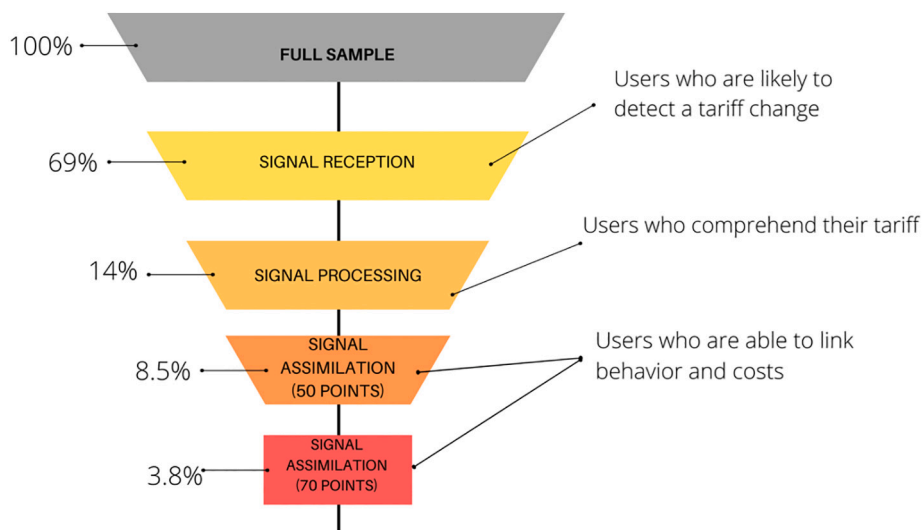 100%
FULL SAMPLE
Users who are likely to
detect a tariff change
69%
SIGNAL RECEPTION
Users who comprehend their tariff
14%
SIGNAL PROCESSING
Users who are able to link
behavior and costs
8.5%
SIGNAL
ASSIMILATION
(50 POINTS)
3.8%
SIGNAL
ASSIMILATION
(70 POINTS)